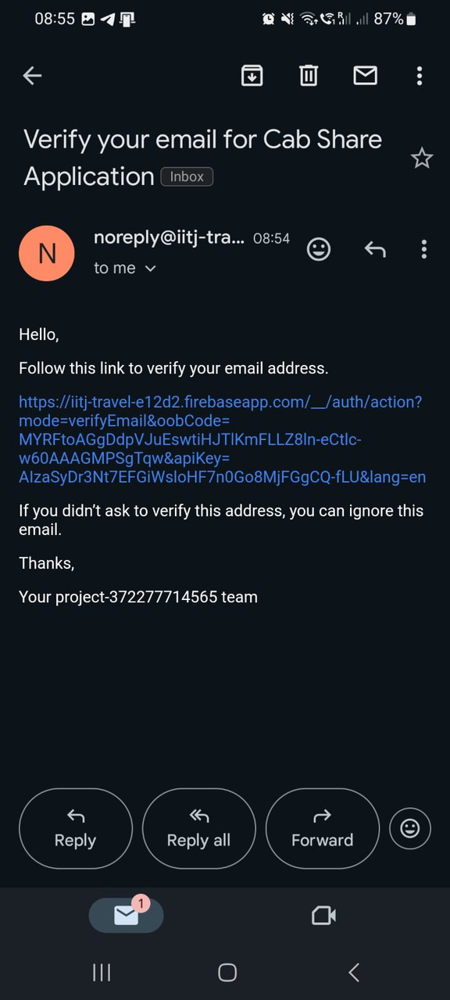 08:55
87%
Verify your email for Cab Share
Application Inbox
N
noreply@iitj-tra... 08:54
to me
Hello,
Follow this link to verify your email address.
https://iitj-travel-e12d2.firebaseapp.com/__/auth/action?
mode=verifyEmail&oobCode=
MYRFtoAGgDdpVJuEswtiHJTlKmFLLZ8ln-eCtlc-
w60AAAGMPSgTqw&apiKey=
AIzaSyDr3Nt7EFGiWsloHF7n0Go8MjFGgCQ-fLU&lang=en
If you didn’t ask to verify this address, you can ignore this
email.
Thanks,
Your project-372277714565 team
Reply
Reply all
Forward
1